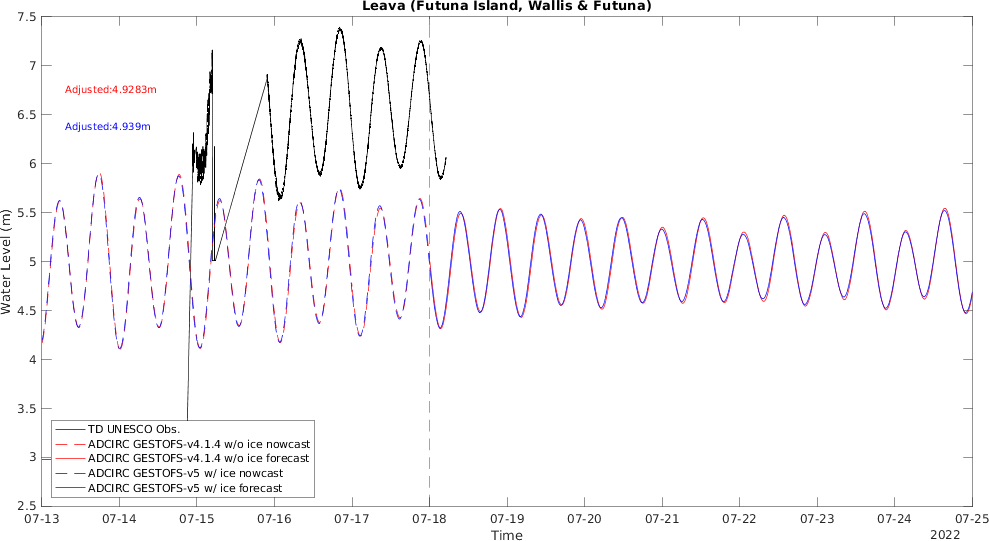 Leava (Futuna Island, Wallis & Futuna)
7.5
7
6.5
6
5.5
5
4.5
4
3.5
3
2.5
Water Level (m)
Adjusted:4.9283m
Adjusted:4.939m
TD UNESCO Obs.
ADCIRC GESTOFS-v4.1.4 w/o ice nowcast
ADCIRC GESTOFS-v4.1.4 w/o ice forecast
ADCIRC GESTOFS-v5 w/ ice nowcast
ADCIRC GESTOFS-v5 w/ ice forecast
07-13 07-14 07-15 07-16 07-17 07-18 07-19 07-20 07-21 07-22 07-23 07-24 07-25
Time
2022